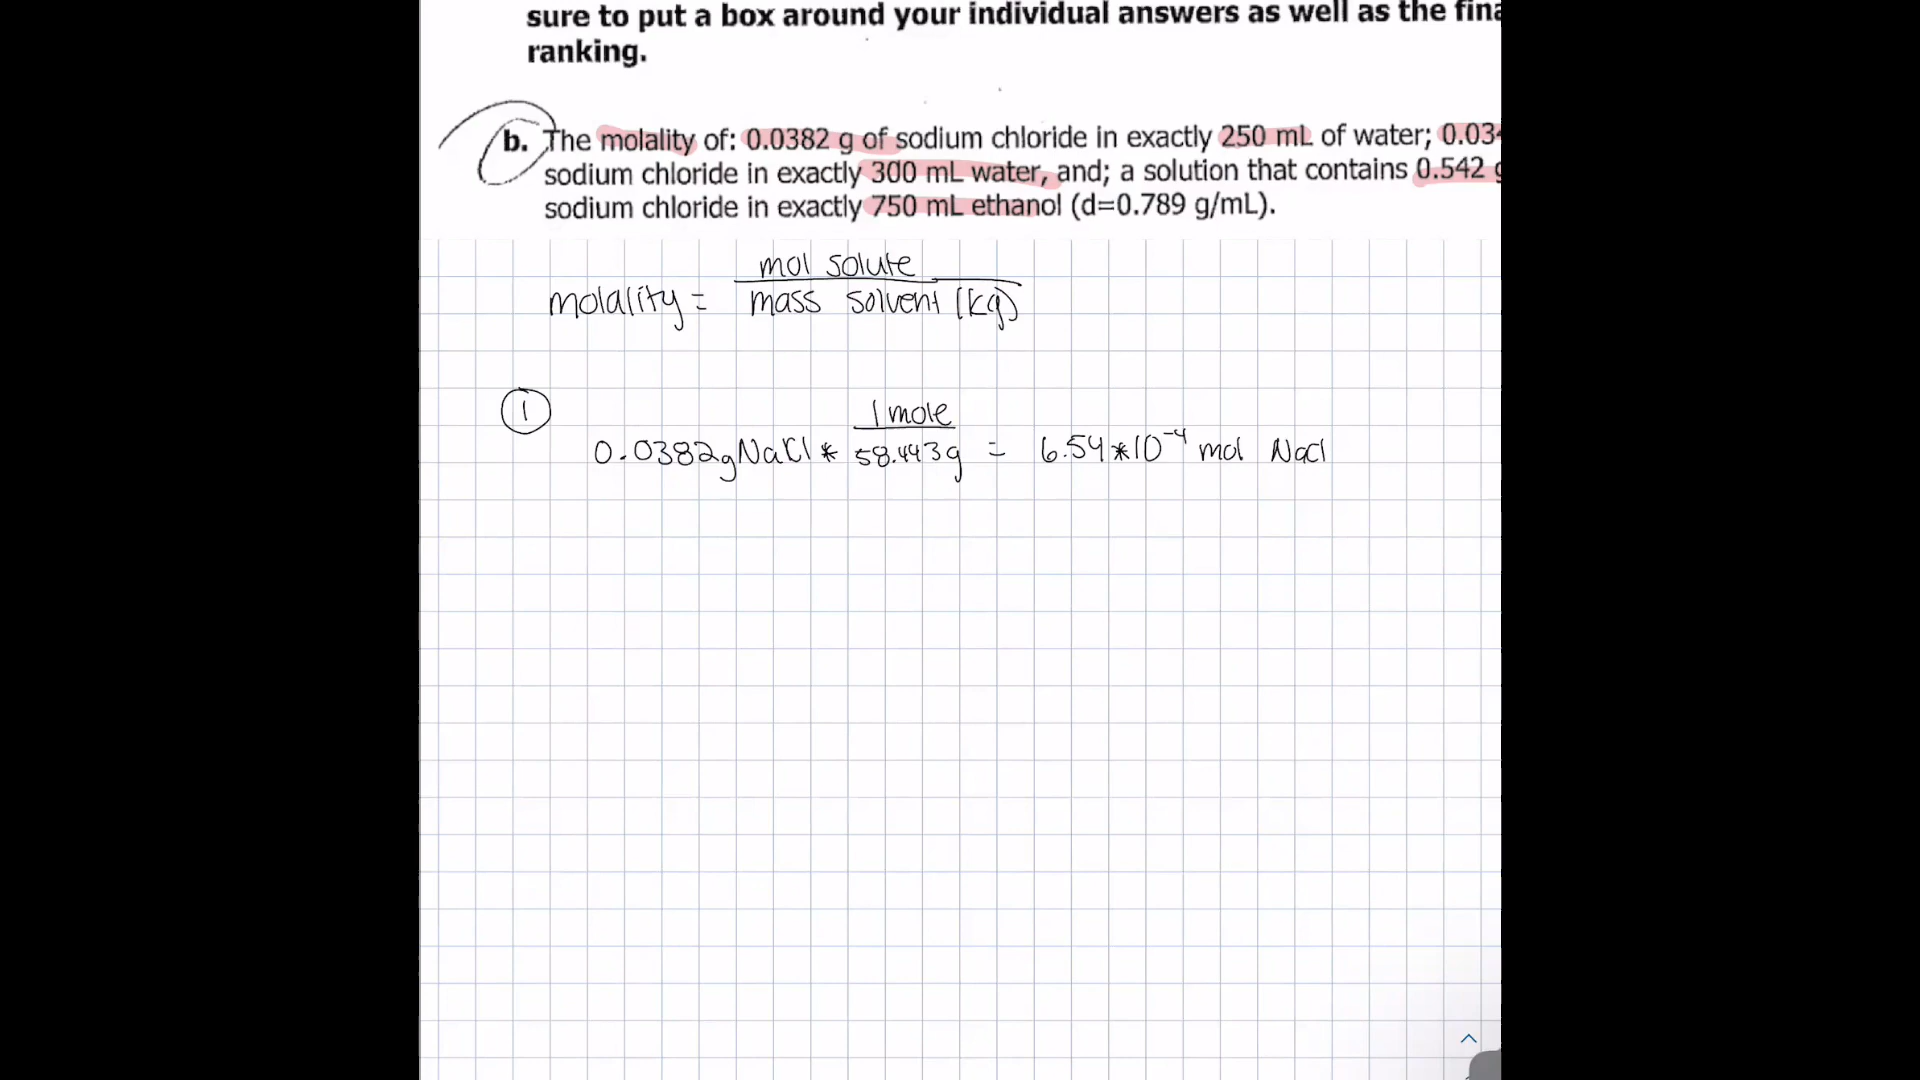 sure to put a box around your individual answers as well as the
ranking.
b. The molality of: 0.0382 g of sodium chloride in exactly 250 mL of water;
sodium chloride in exactly 300 mL water, and; a solution that contains 0.542
sodium chloride in exactly 750 mL ethanol (d=0.789 g/mL).
mol solute
molality = mass solvent (kg)
1
1 mole
0.0382g NaCl * 58.443g = 6.54*10⁻⁴ mol NaCl